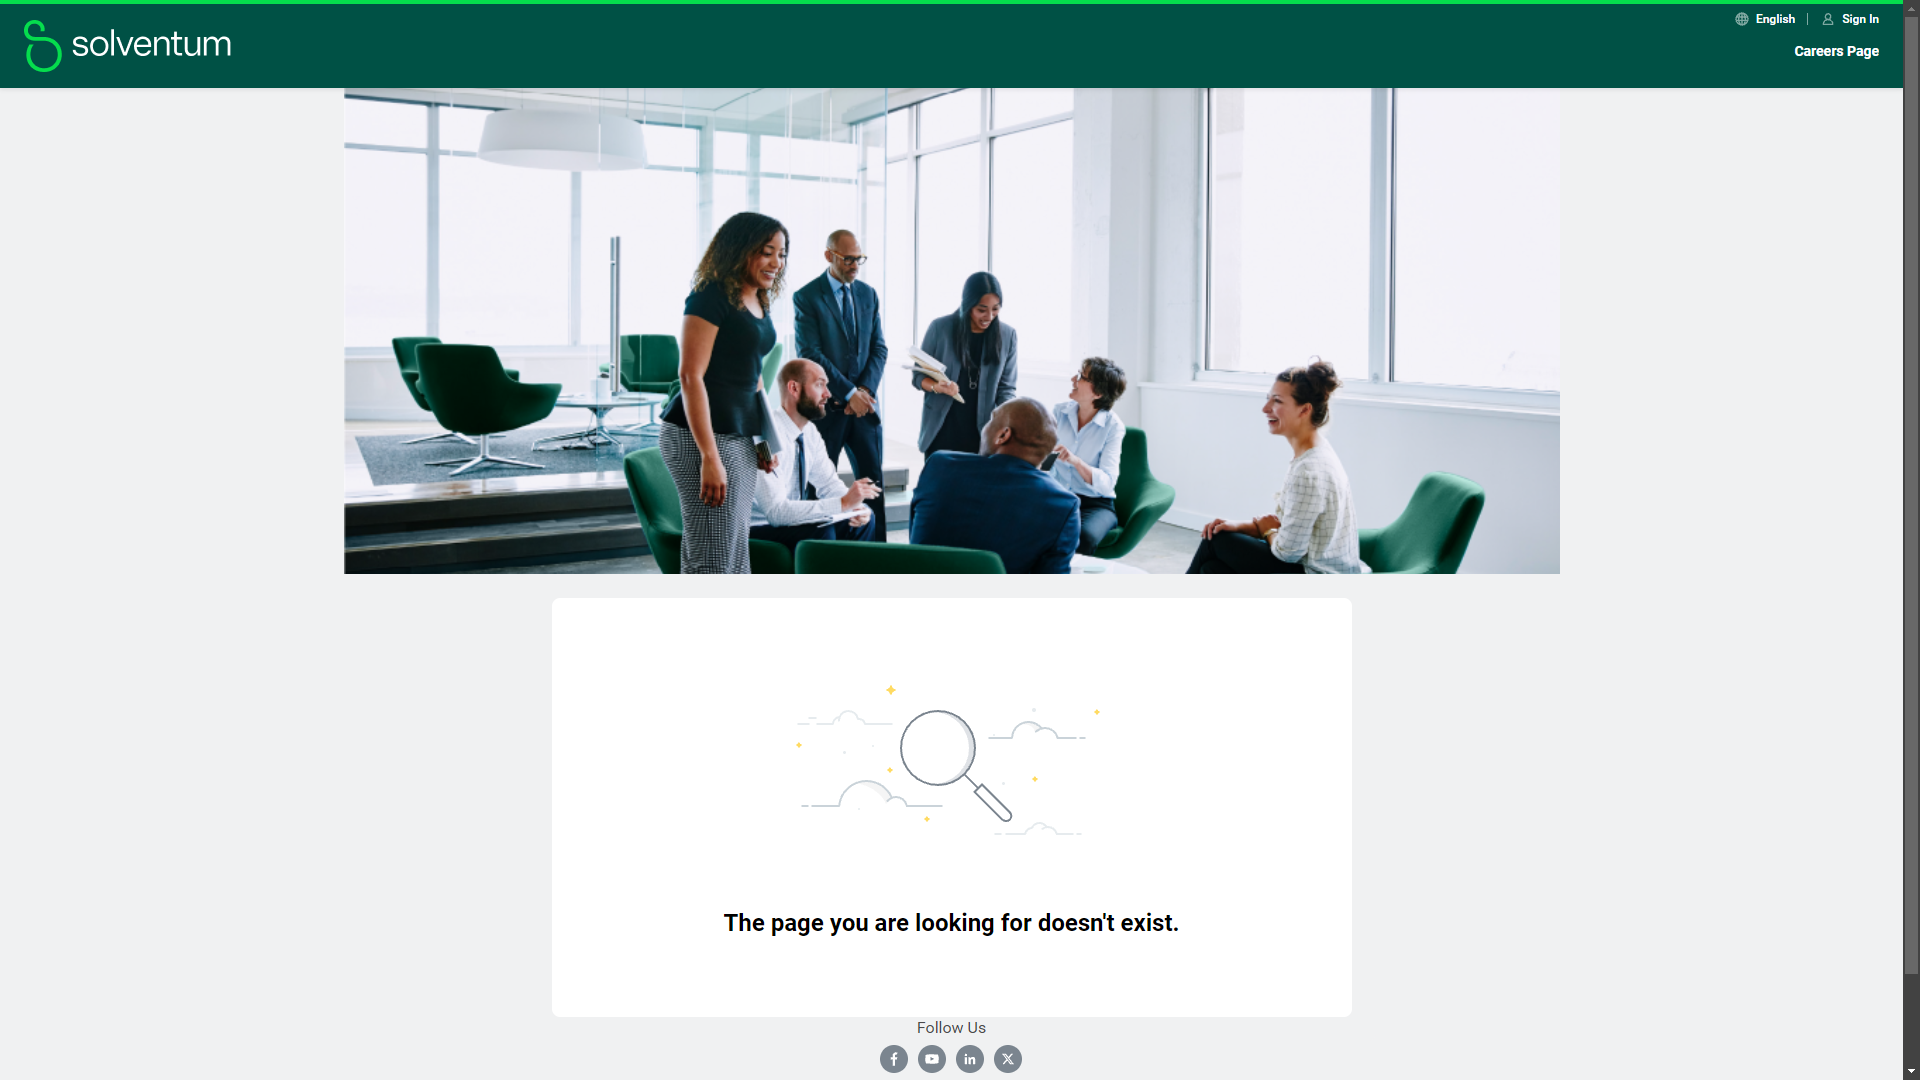 solventum
English
Sign In
Careers Page
The page you are looking for doesn't exist.
Follow Us